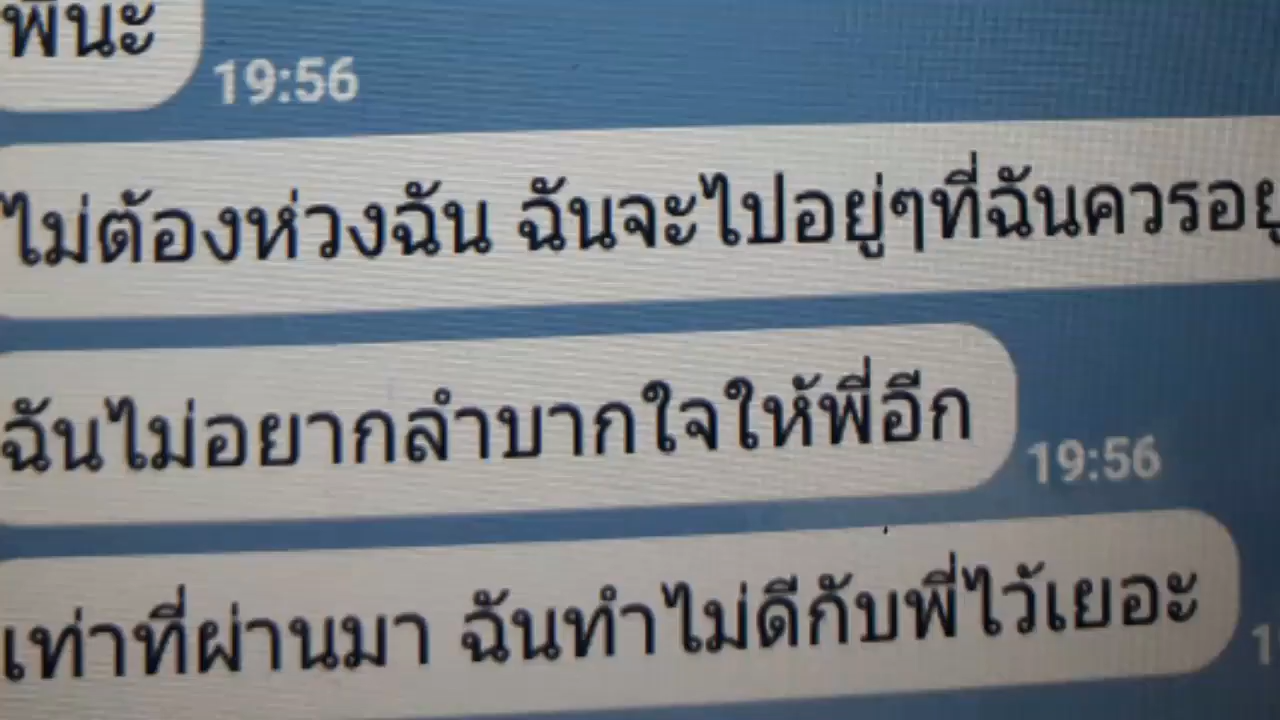 พี่นะ
19:56
ไม่ต้องห่วงฉัน ฉันจะไปอยู่ๆที่ฉันควรอยู่
ฉันไม่อยากลำบากใจให้พี่อีก
19:56
เท่าที่ผ่านมา ฉันทำไม่ดีกับพี่ไว้เยอะ